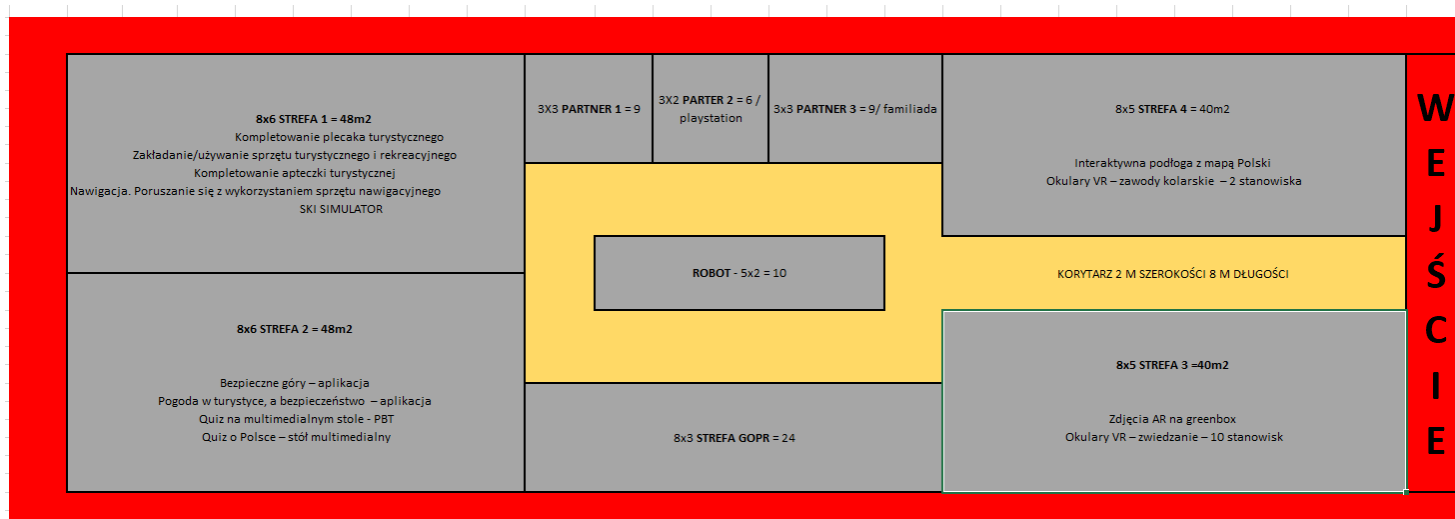 8x6 STREFA 1 = 48m2
Kompletowanie plecaka turystycznego
Zakładanie/używanie sprzętu turystycznego i rekreacyjnego
Kompletowanie apteczki turystycznej
Nawigacja. Poruszanie się z wykorzystaniem sprzętu nawigacyjnego
SKI SIMULATOR
3X3 PARTNER 1 = 9
3X2 PARTER 2 = 6 /
playstation
3x3 PARTNER 3 = 9/ familiada
8x5 STREFA 4 = 40m2
Interaktywna podłoga z mapą Polski
Okulary VR – zawody kolarskie – 2 stanowiska
ROBOT - 5x2 = 10
KORYTARZ 2 M SZEROKOŚCI 8 M DŁUGOŚCI
8x6 STREFA 2 = 48m2
Bezpieczne góry – aplikacja
Pogoda w turystyce, a bezpieczeństwo – aplikacja
Quiz na multimedialnym stole - PBT
Quiz o Polsce – stół multimedialny
8x3 STREFA GOPR = 24
8x5 STREFA 3 =40m2
Zdjęcia AR na greenbox
Okulary VR – zwiedzanie – 10 stanowisk
W
E
J
Ś
C
I
E